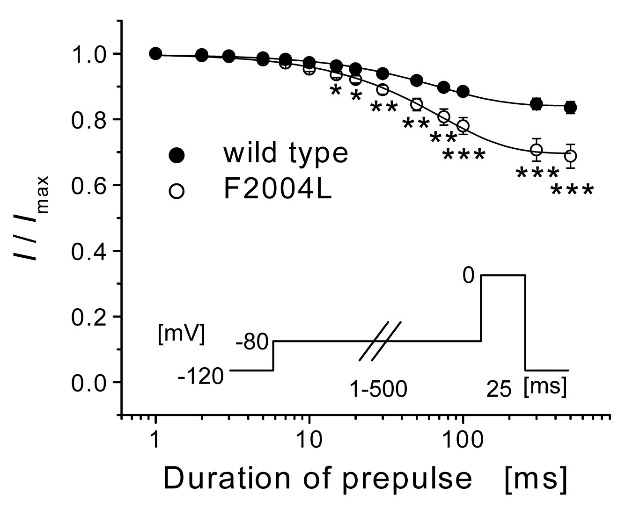 1.0
0.8
0.6
0.4
0.2
0.0
I / Imax
* * ** ** ** *** *** ***
wild type
F2004L
0
[mV]
-80
-120
1-500
25 [ms]
1
10
100
Duration of prepulse [ms]